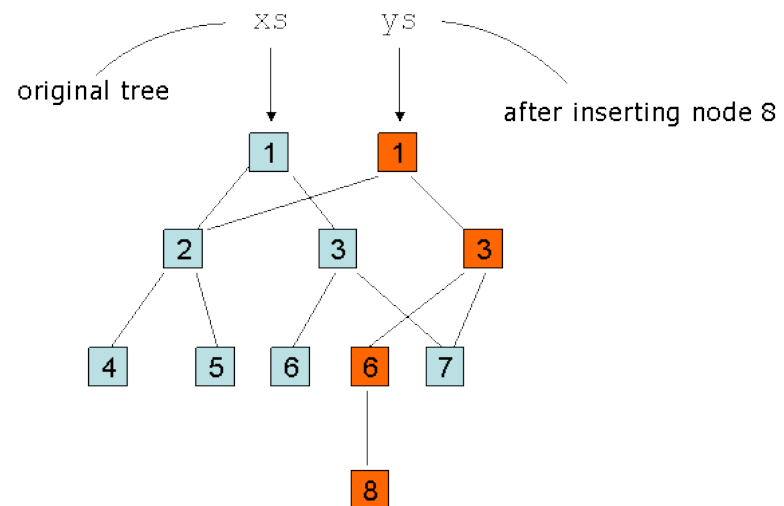 xs ys
original tree
after inserting node 8
1 1
2 3 3
4 5 6 6 7
8